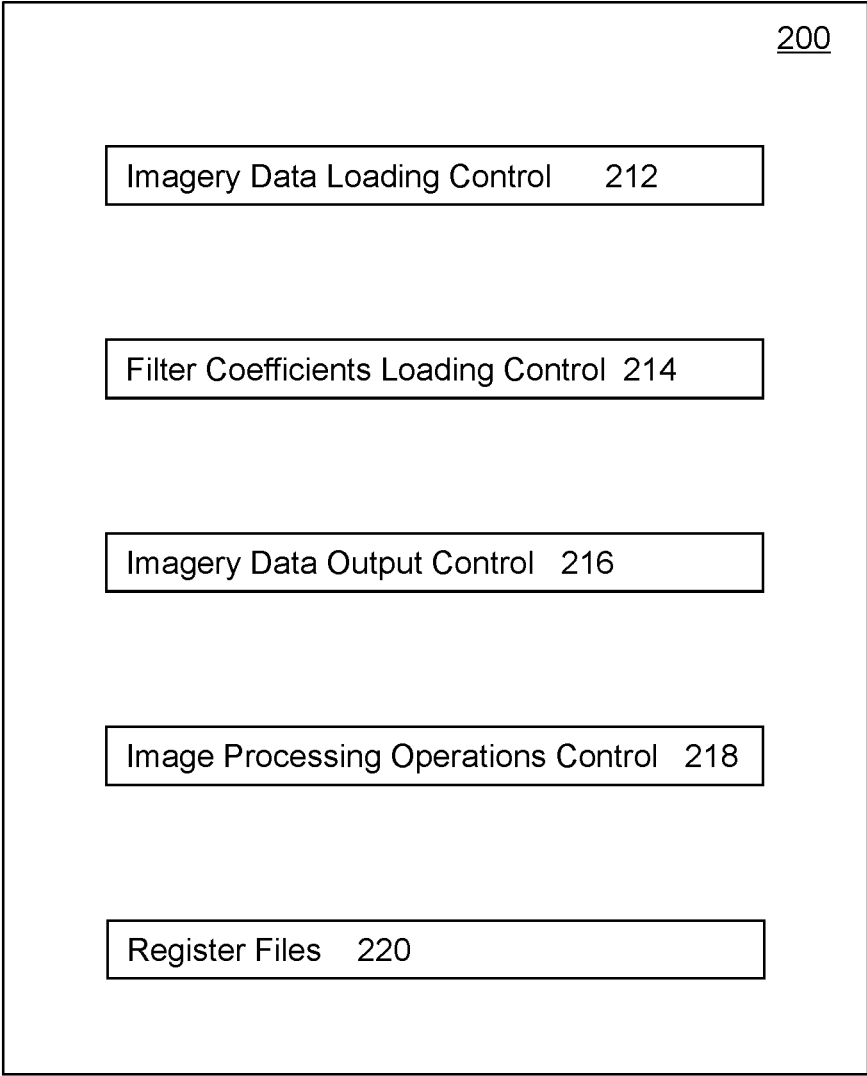 200
Imagery Data Loading Control 212
Filter Coefficients Loading Control 214
Imagery Data Output Control 216
Image Processing Operations Control 218
Register Files 220